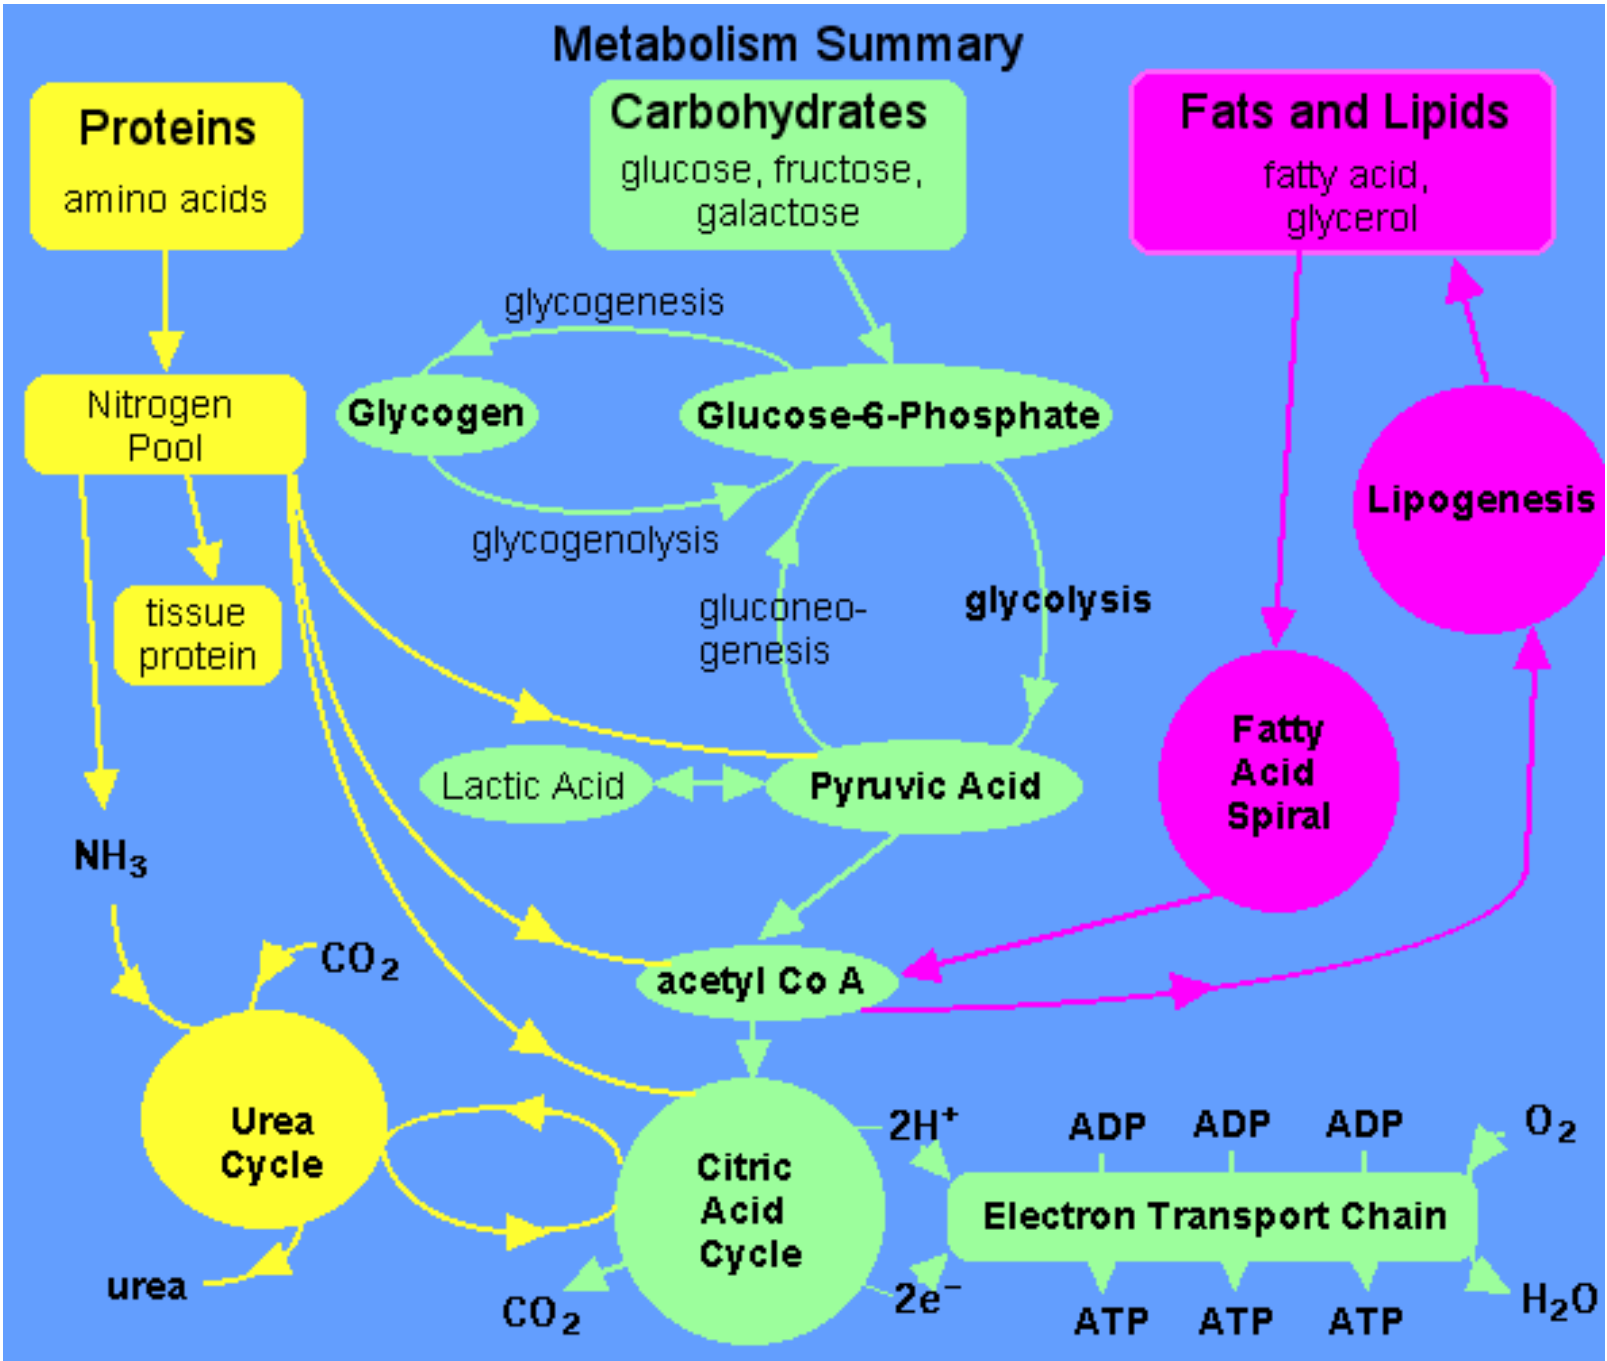 Metabolism Summary
Proteins
amino acids
Carbohydrates
glucose, fructose,
galactose
Fats and Lipids
fatty acid,
glycerol
glycogenesis
Nitrogen
Pool
Glycogen
Glucose-6-Phosphate
Lipogenesis
glycogenolysis
tissue
protein
gluconeo-
genesis
glycolysis
Fatty
Acid
Spiral
Lactic Acid
Pyruvic Acid
NH₃
CO₂
acetyl Co A
Urea
Cycle
urea
Citric
Acid
Cycle
CO₂
2H⁺
2e⁻
ADP ADP ADP
O₂
Electron Transport Chain
ATP ATP ATP
H₂O